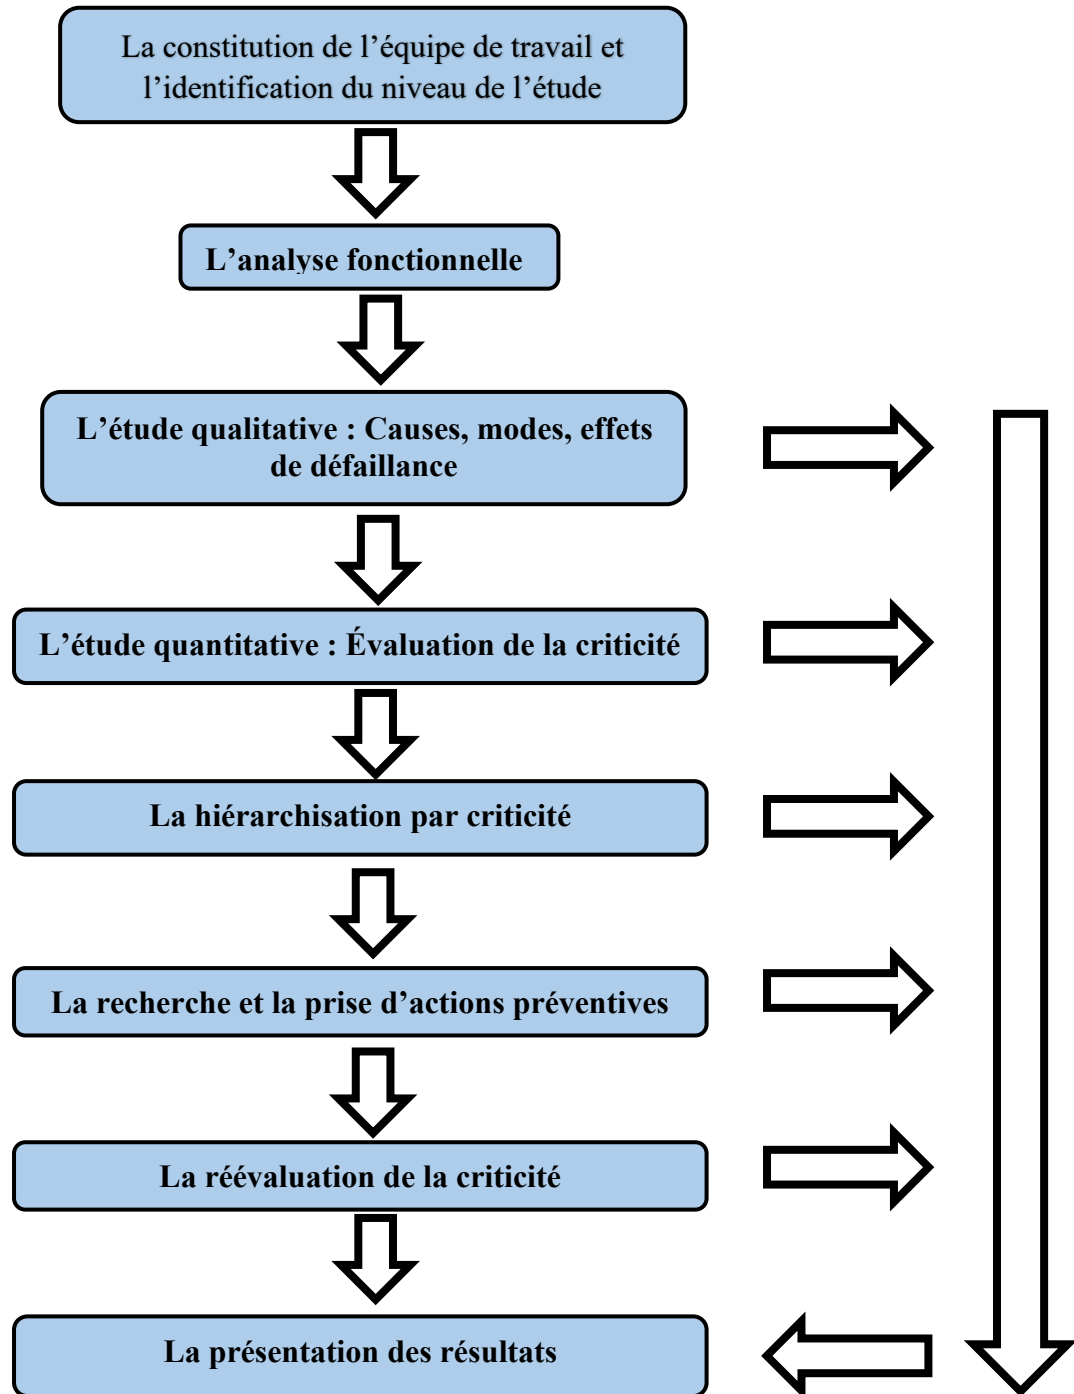 La constitution de l’équipe de travail et
l’identification du niveau de l’étude
L’analyse fonctionnelle
L’étude qualitative : Causes, modes, effets
de défaillance
L’étude quantitative : Évaluation de la criticité
La hiérarchisation par criticité
La recherche et la prise d’actions préventives
La réévaluation de la criticité
La présentation des résultats